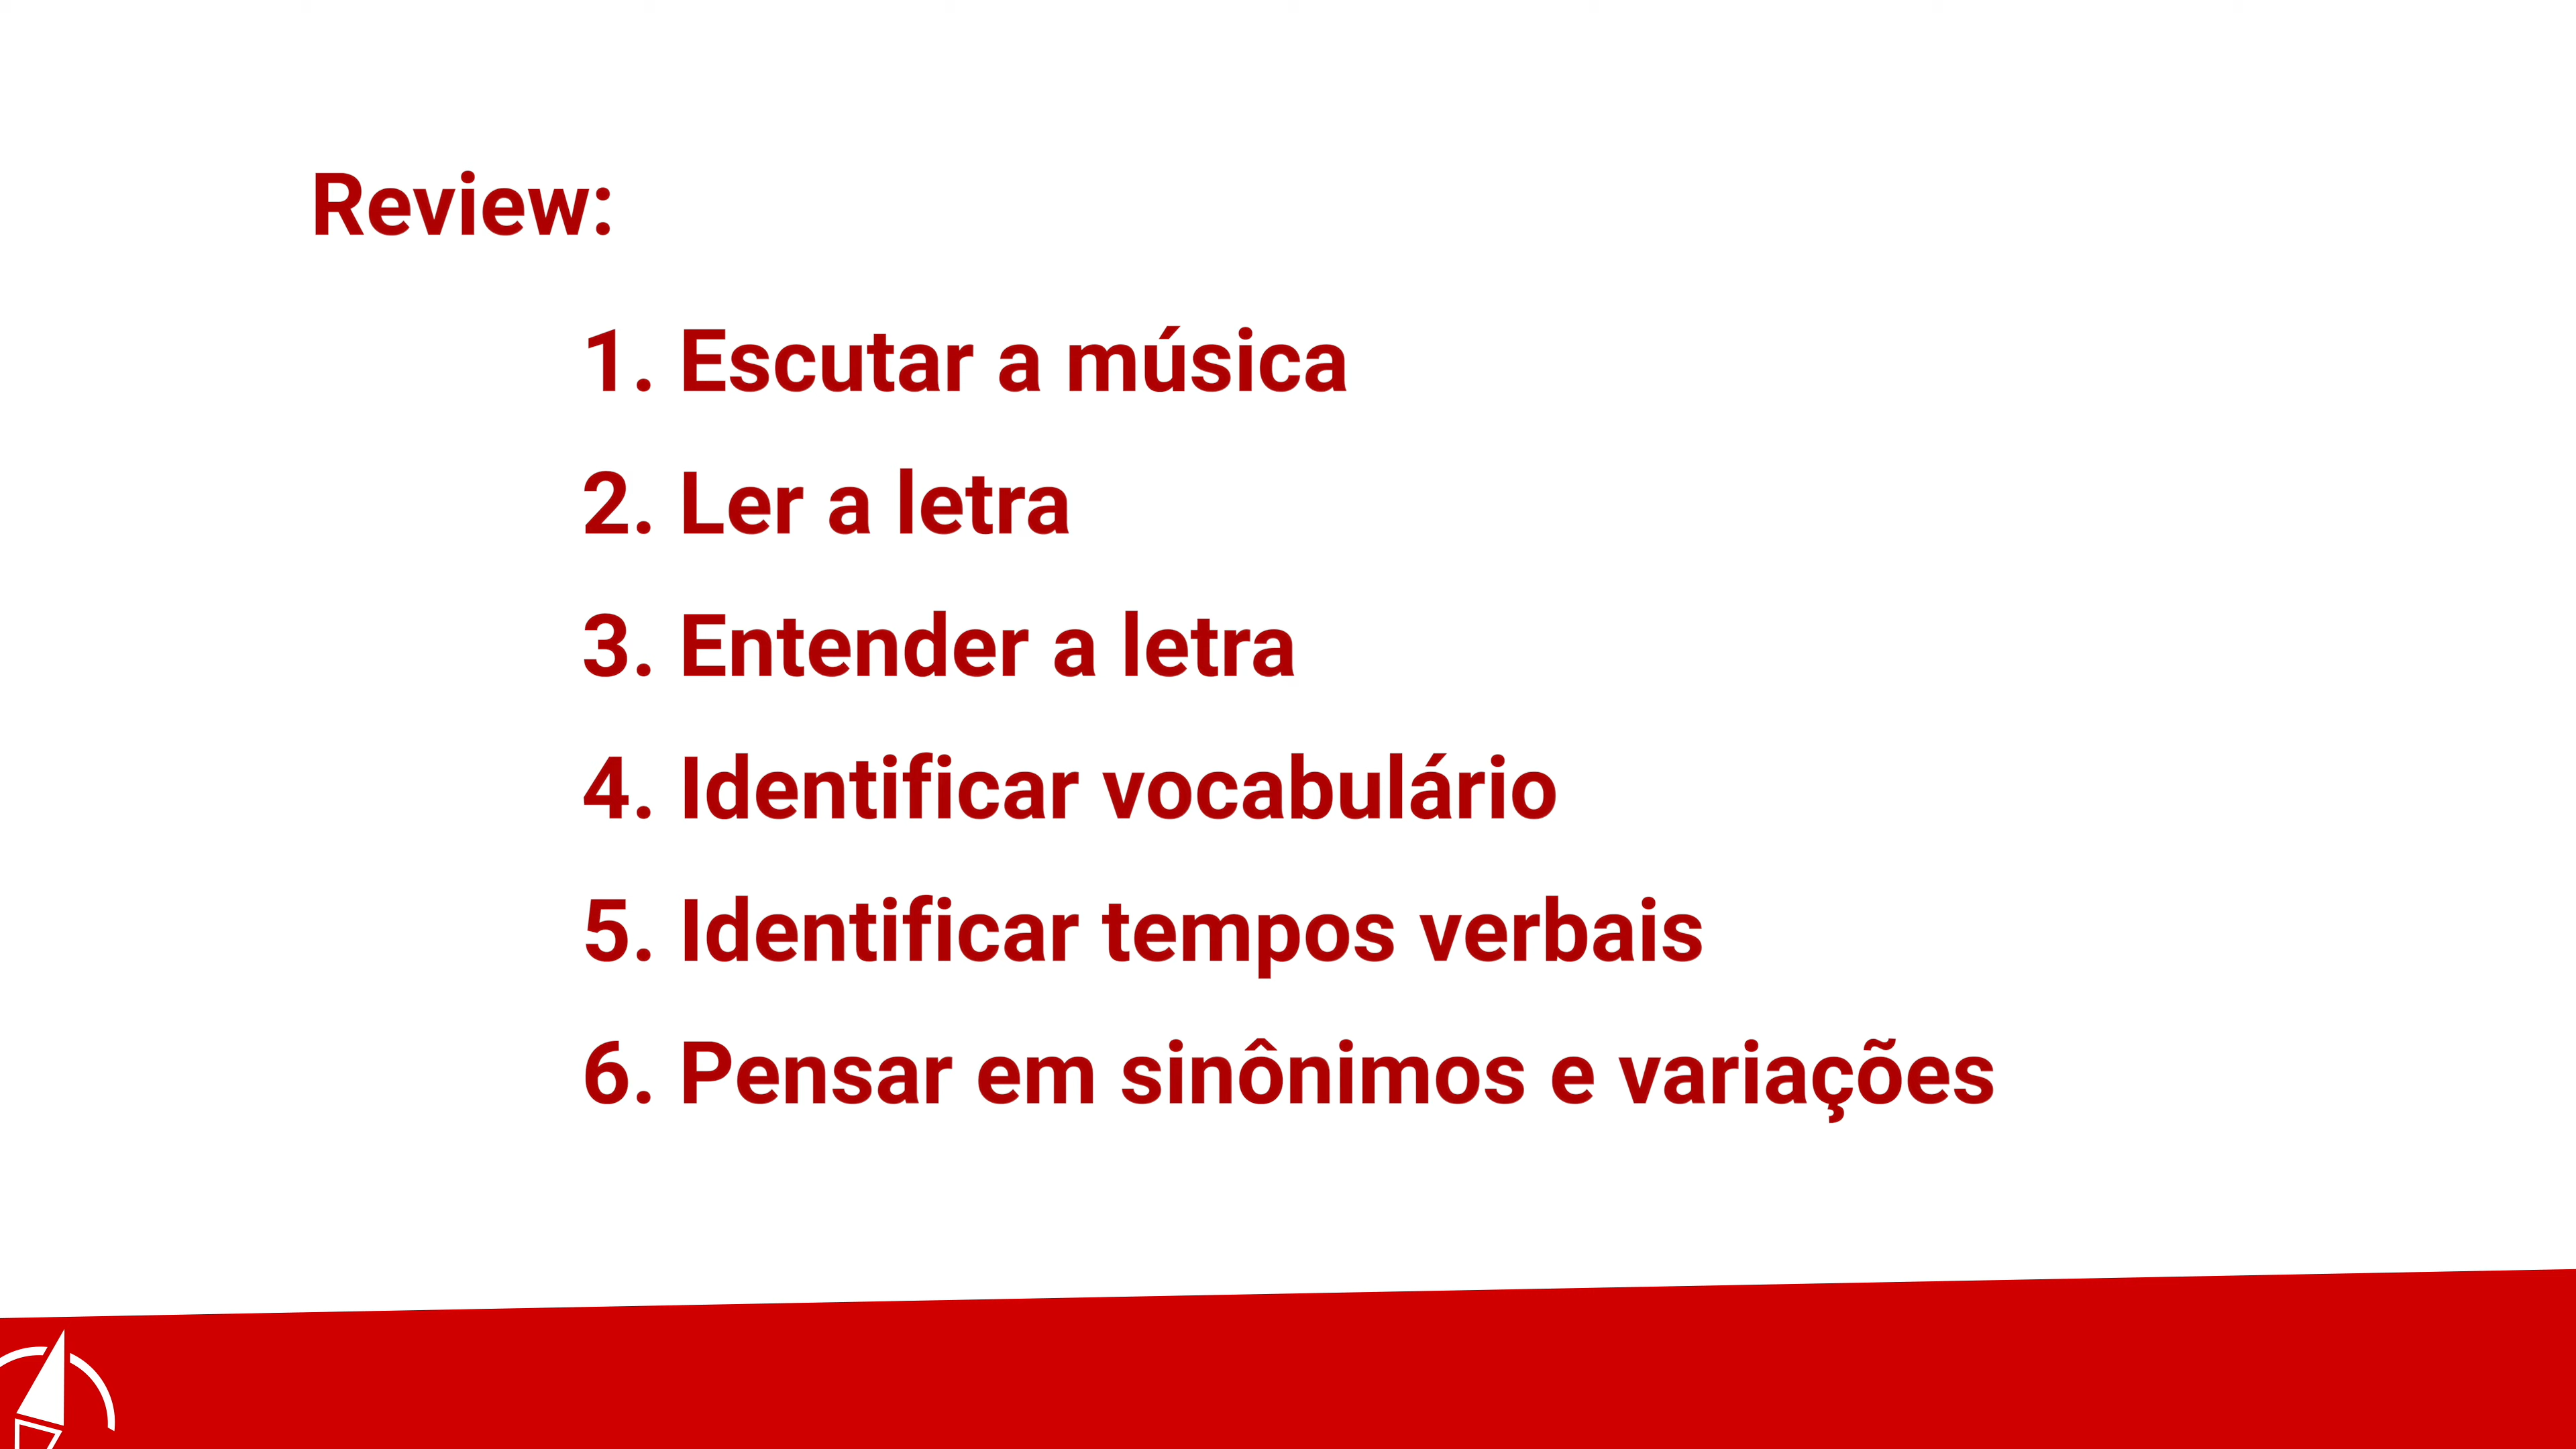 Review:
1. Escutar a música
2. Ler a letra
3. Entender a letra
4. Identificar vocabulário
5. Identificar tempos verbais
6. Pensar em sinônimos e variações